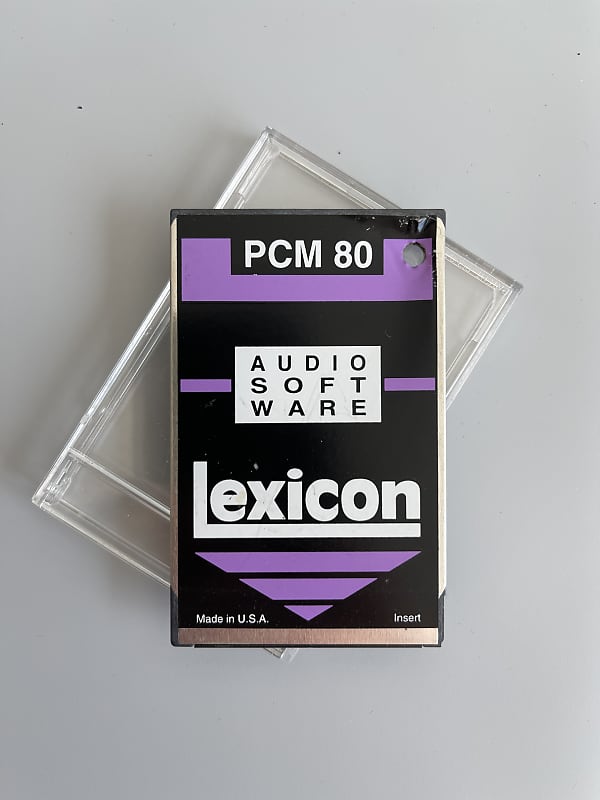 PCM 80
AUDIO
SOFT
WARE
Lexicon
Made in U.S.A.
Insert